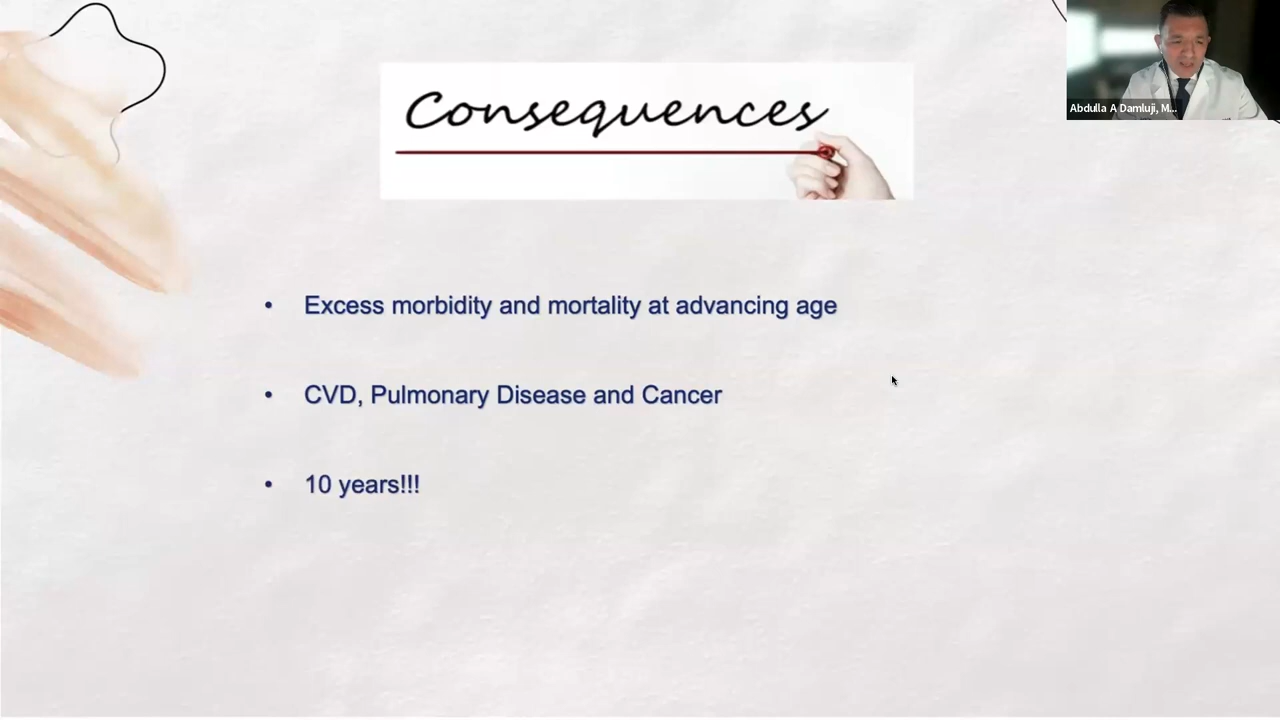 Consequences
Abdulla A Damluji, M...
• Excess morbidity and mortality at advancing age
• CVD, Pulmonary Disease and Cancer
• 10 years!!!